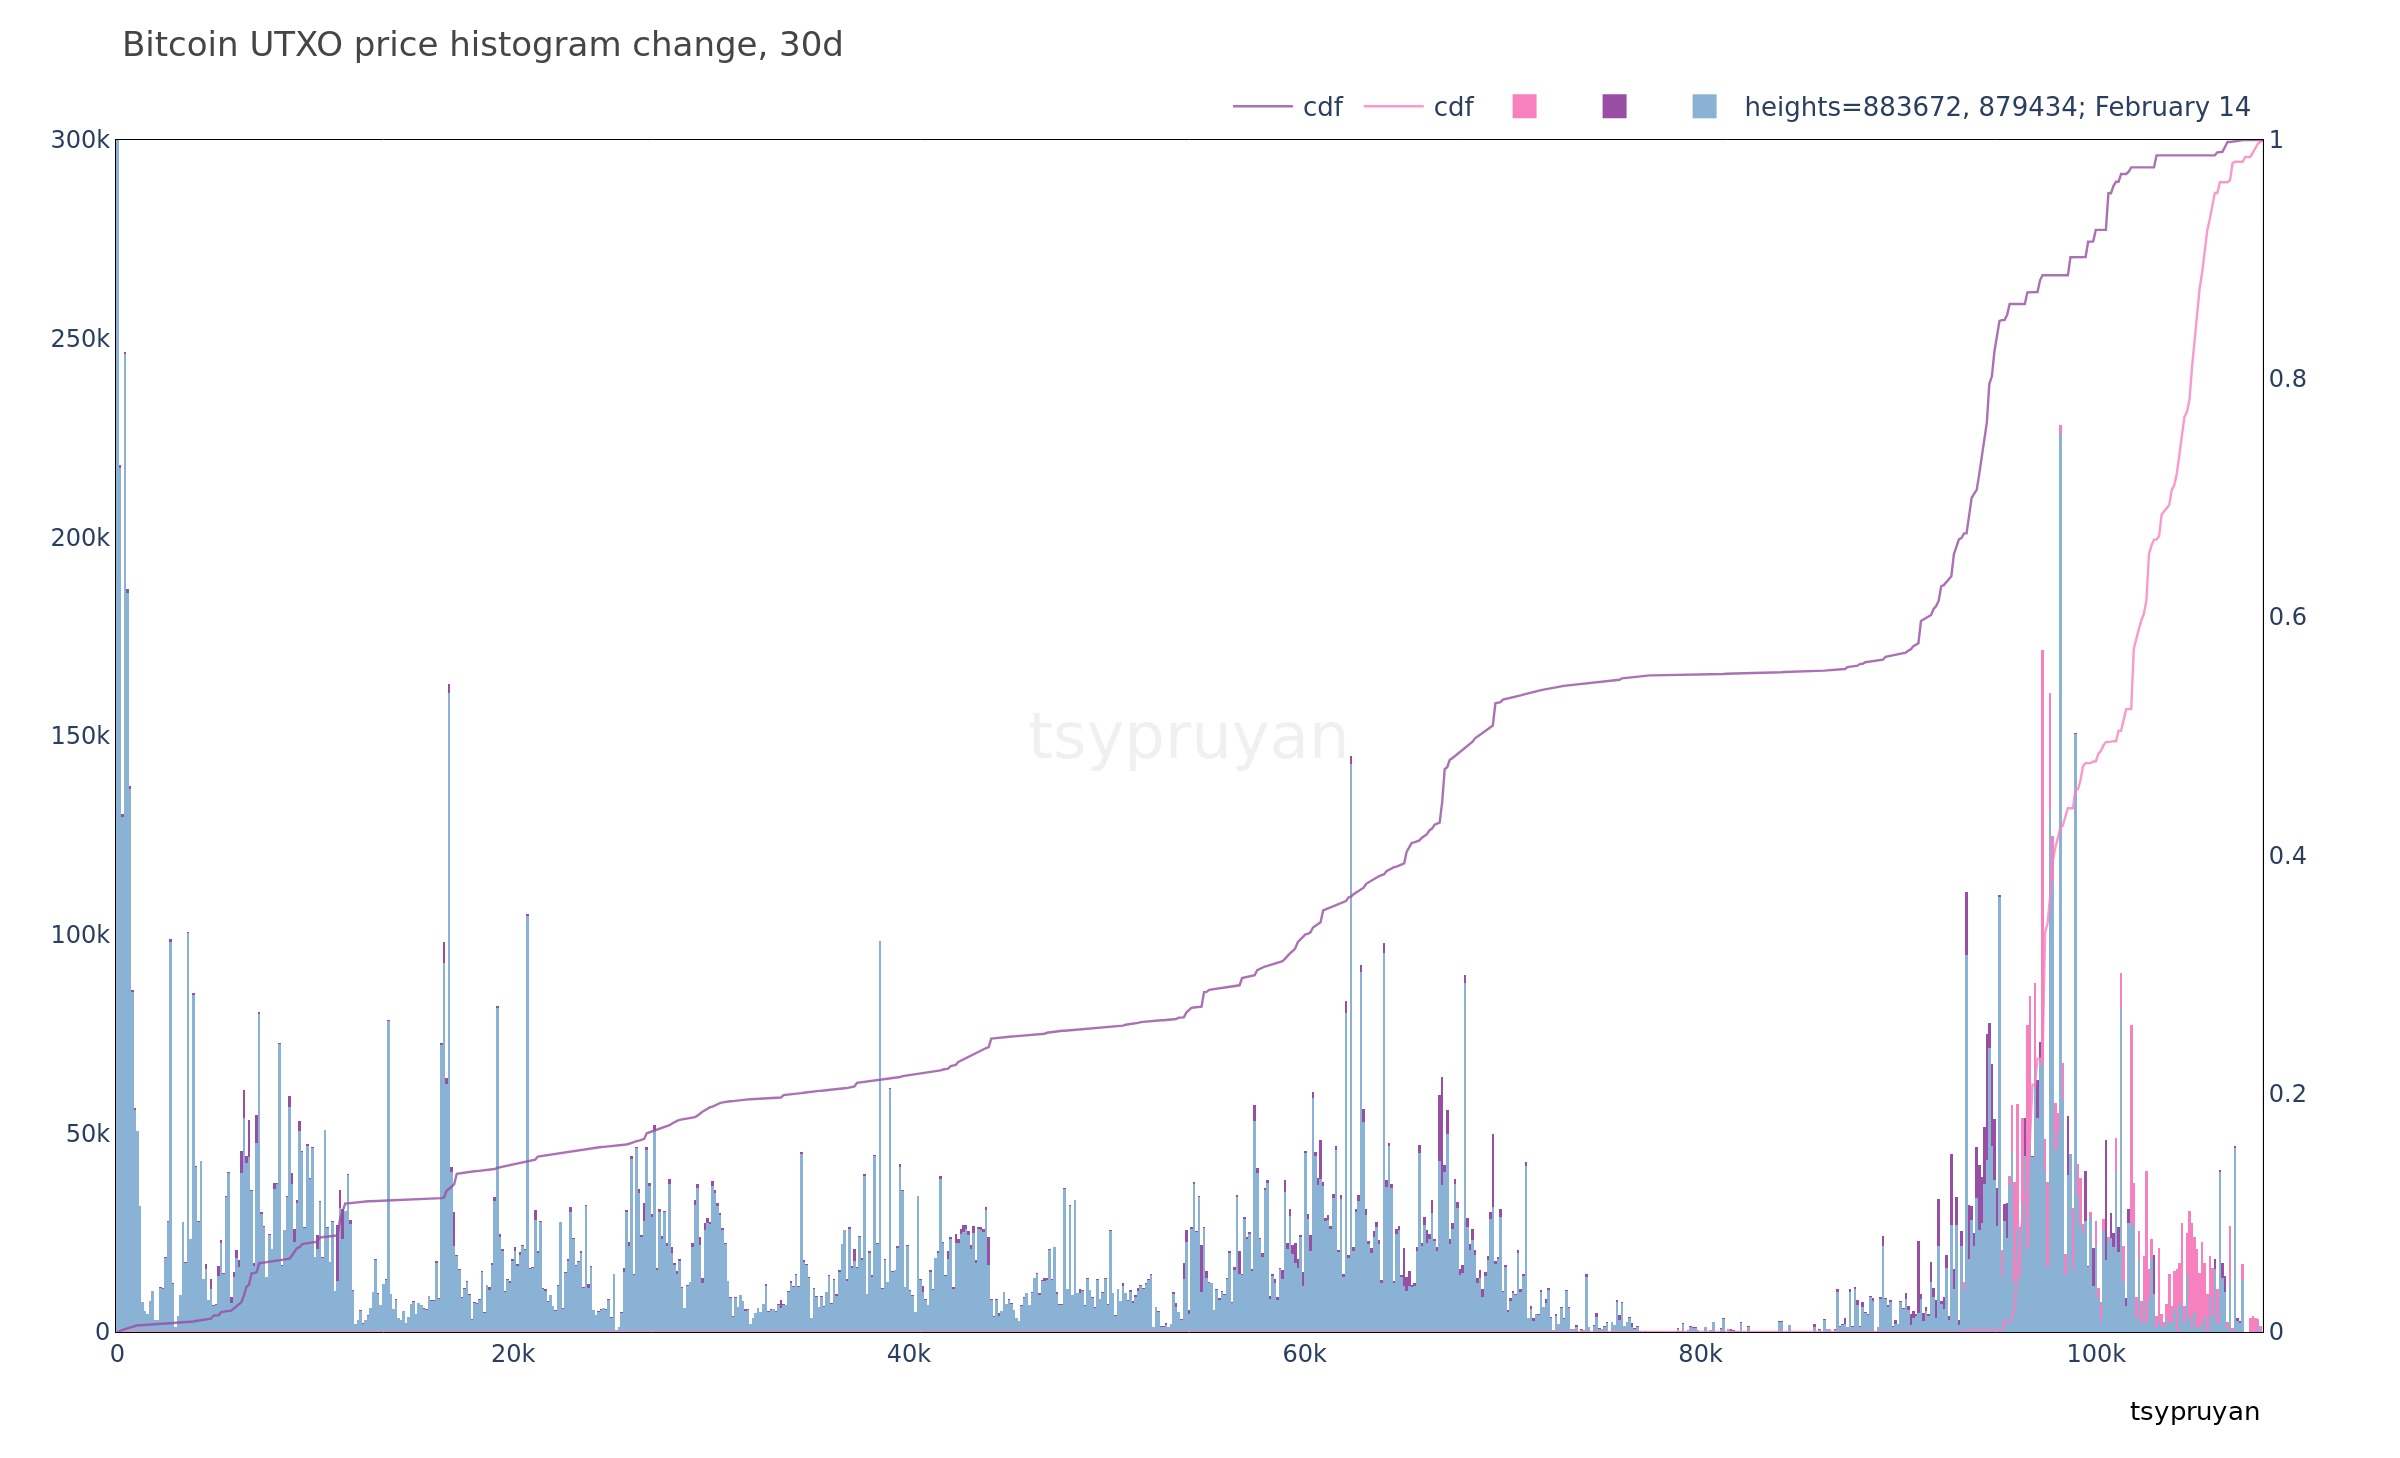 Bitcoin UTXO price histogram change, 30d
cdf cdf heights=883672, 879434; February 14
300k 1
250k
0.8
200k
0.6
150k
tsypruyan
100k
0.4
50k
0.2
0 0
0 20k 40k 60k 80k 100k
tsypruyan